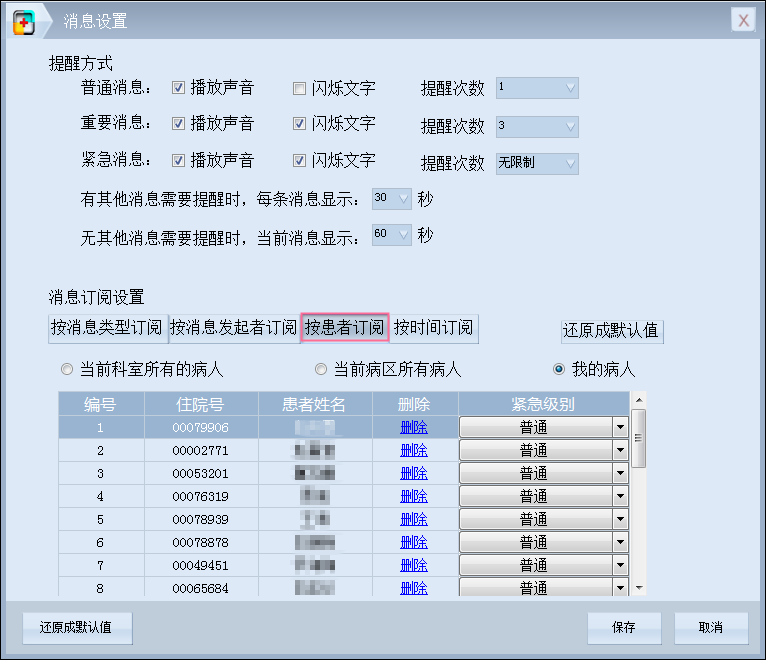 消息设置
X
提醒方式
普通消息： 播放声音 闪烁文字 提醒次数 1
重要消息： 播放声音 闪烁文字 提醒次数 3
紧急消息： 播放声音 闪烁文字 提醒次数 无限制
有其他消息需要提醒时，每条消息显示： 30 秒
无其他消息需要提醒时，当前消息显示： 60 秒
消息订阅设置
按消息类型订阅 按消息发起者订阅 按患者订阅 按时间订阅 还原成默认值
当前科室所有的病人 当前病区所有病人 我的病人
编号 住院号 患者姓名 删除 紧急级别
1 00079906 删除 普通
2 00002771 删除 普通
3 00053201 删除 普通
4 00076319 删除 普通
5 00078939 删除 普通
6 00078878 删除 普通
7 00049451 删除 普通
8 00065684 删除 普通
还原成默认值 保存 取消